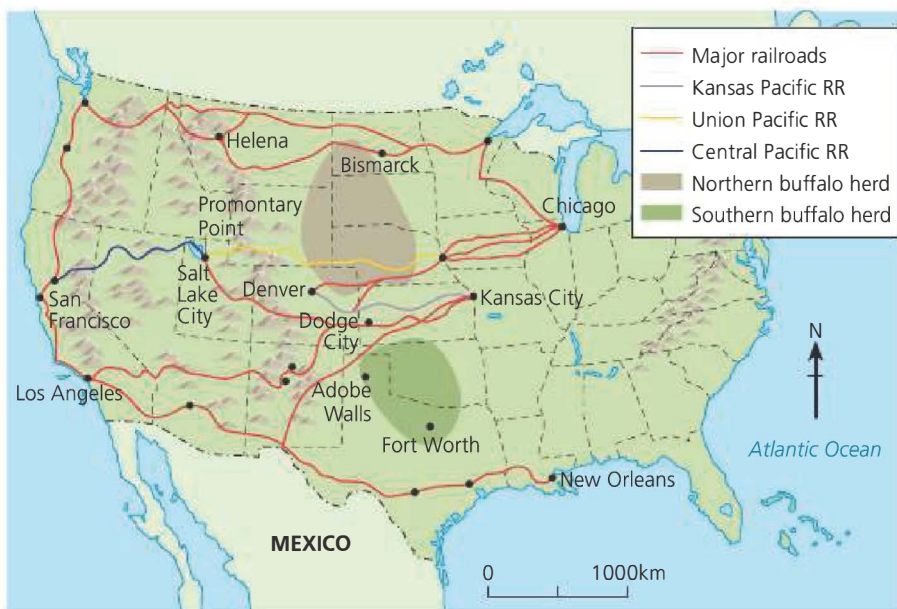 Major railroads
Kansas Pacific RR
Union Pacific RR
Central Pacific RR
Northern buffalo herd
Southern buffalo herd
Helena
Bismarck
Promontary
Point
Chicago
Salt
Lake
City
Denver
Kansas City
San
Francisco
Dodge
City
N
Los Angeles
Adobe
Walls
Fort Worth
Atlantic Ocean
New Orleans
MEXICO
0
1000km